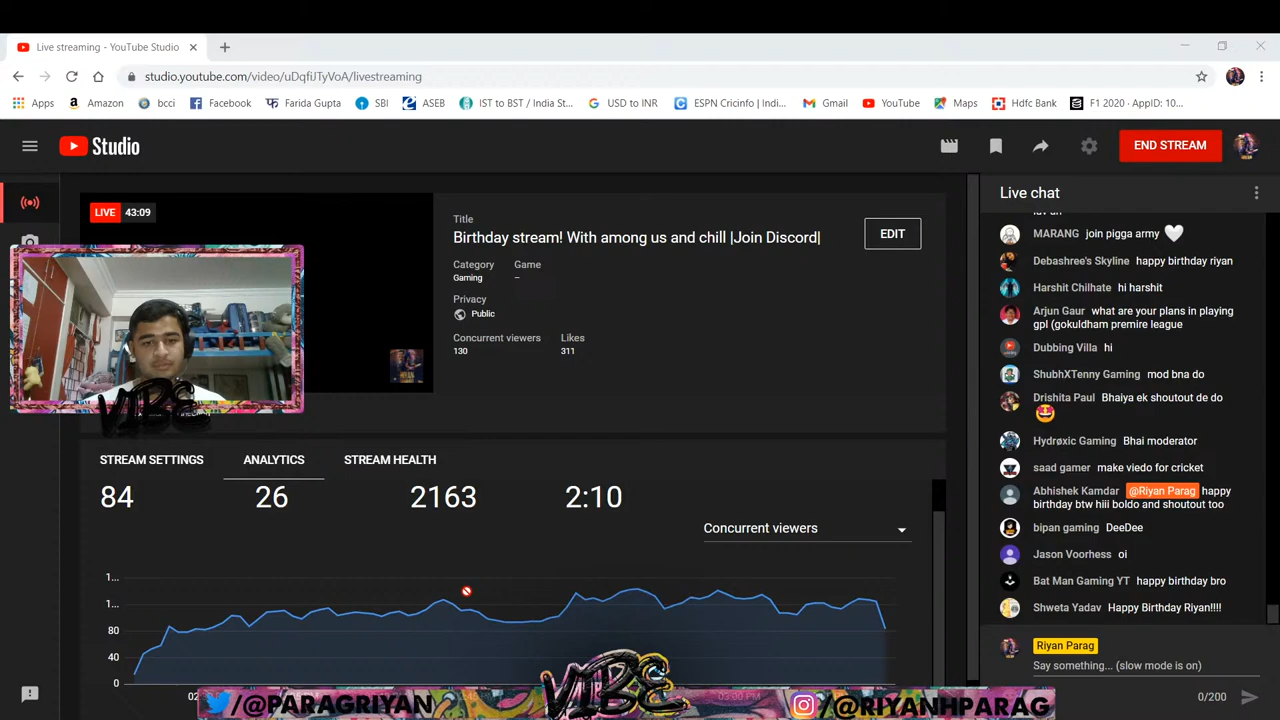 Live streaming - YouTube Studio
studio.youtube.com/video/uDqfiJTyVoA/livestreaming
Apps Amazon bcci Facebook Farida Gupta SBI ASEB IST to BST / India St... USD to INR ESPN Cricinfo | Indi... Gmail YouTube Maps Hdfc Bank F1 2020 · AppID: 10...
Studio
END STREAM
LIVE 43:09
Title
Birthday stream! With among us and chill |Join Discord|
EDIT
Category Game
Gaming –
Privacy
Public
Concurrent viewers Likes
130 311
VIBE
STREAM SETTINGS ANALYTICS STREAM HEALTH
84 26 2163 2:10
Concurrent viewers
1...
1...
80
40
0
VIBE
/@PARAGRIYAN
/@RIYANHPARAG
Live chat
MARANG join pigga army
Debashree's Skyline happy birthday riyan
Harshit Chilhate hi harshit
Arjun Gaur what are your plans in playing
gpl (gokuldham premire league
Dubbing Villa hi
ShubhXTenny Gaming mod bna do
Drishita Paul Bhaiya ek shoutout de do
Hydrøxic Gaming Bhai moderator
saad gamer make viedo for cricket
Abhishek Kamdar @Riyan Parag happy
birthday btw hiii boldo and shoutout too
bipan gaming DeeDee
Jason Voorhess oi
Bat Man Gaming YT happy birthday bro
Shweta Yadav Happy Birthday Riyan!!!!
Riyan Parag
Say something... (slow mode is on)
0/200